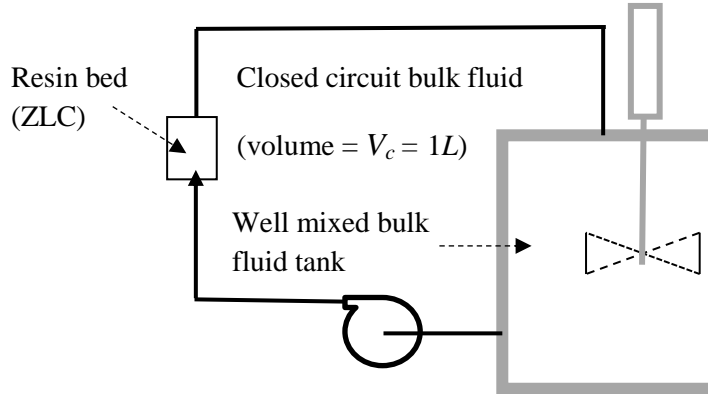 Resin bed
(ZLC)
Closed circuit bulk fluid
(volume = V_c = 1L)
Well mixed bulk
fluid tank